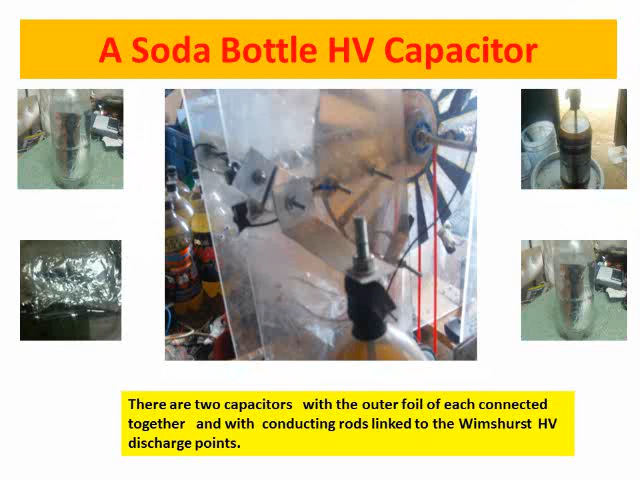 A Soda Bottle HV Capacitor
There are two capacitors with the outer foil of each connected
together and with conducting rods linked to the Wimshurst HV
discharge points.